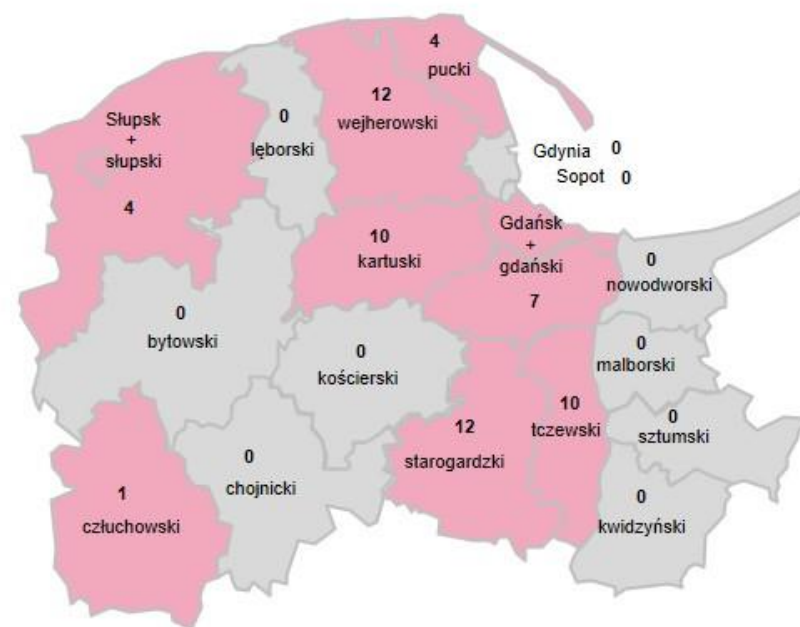 4
pucki
12
wejherowski
0
lęborski
Słupsk
+
słupski
4
Gdynia 0
Sopot 0
10
kartuski
Gdańsk
+
gdański
7
0
nowodworski
0
bytowski
0
kościerski
0
malborski
10
tczewski
12
starogardzki
0
sztumski
0
chojnicki
1
człuchowski
0
kwidzyński